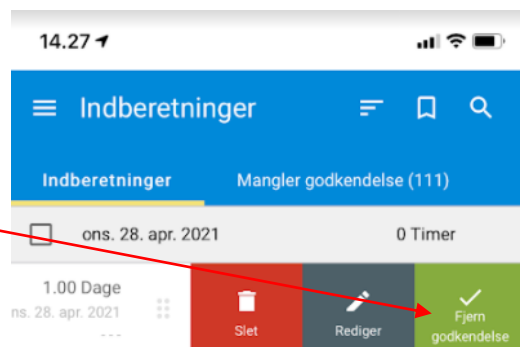 14.27
Indberetninger
Indberetninger Mangler godkendelse (111)
ons. 28. apr. 2021 0 Timer
1.00 Dage
ns. 28. apr. 2021
---
Slet Rediger Fjern
godkendelse